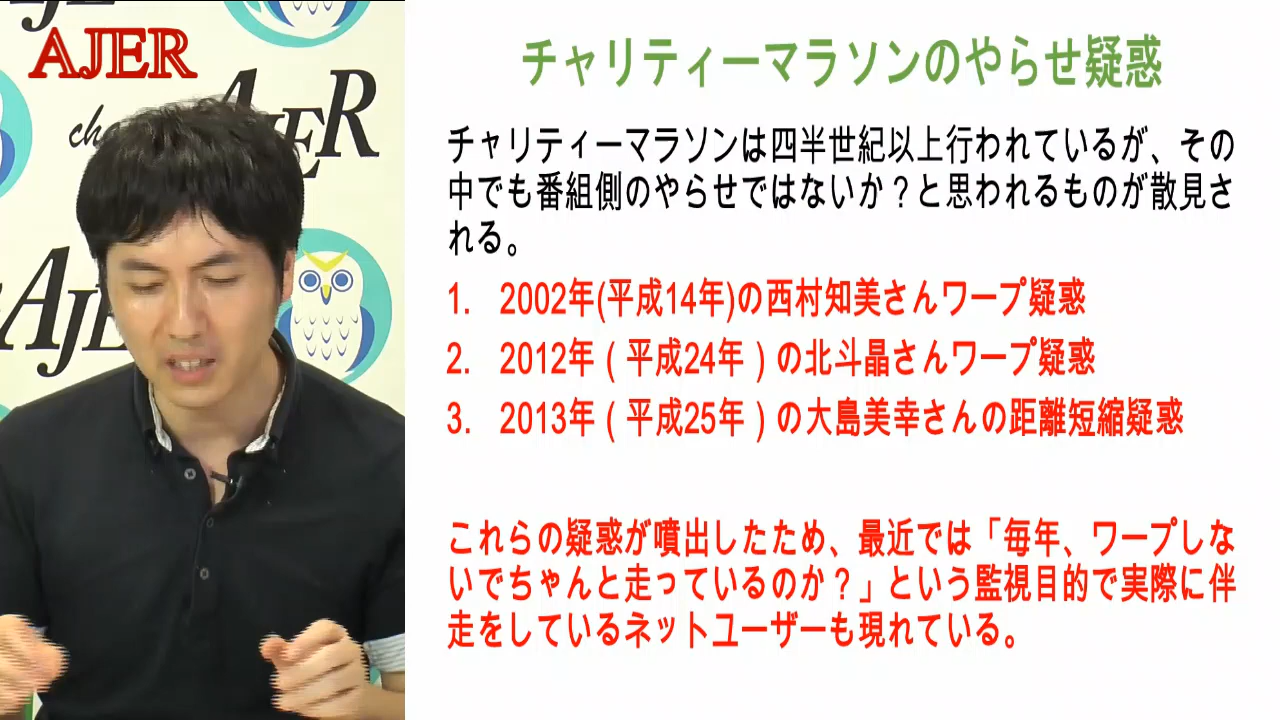 AJER
AJER
AJER
チャリティーマラソンのやらせ疑惑
チャリティーマラソンは四半世紀以上行われているが、その
中でも番組側のやらせではないか？と思われるものが散見さ
れる。
1. 2002年(平成14年)の西村知美さんワープ疑惑
2. 2012年（平成24年）の北斗晶さんワープ疑惑
3. 2013年（平成25年）の大島美幸さんの距離短縮疑惑
これらの疑惑が噴出したため、最近では「毎年、ワープしな
いでちゃんと走っているのか？」という監視目的で実際に伴
走をしているネットユーザーも現れている。